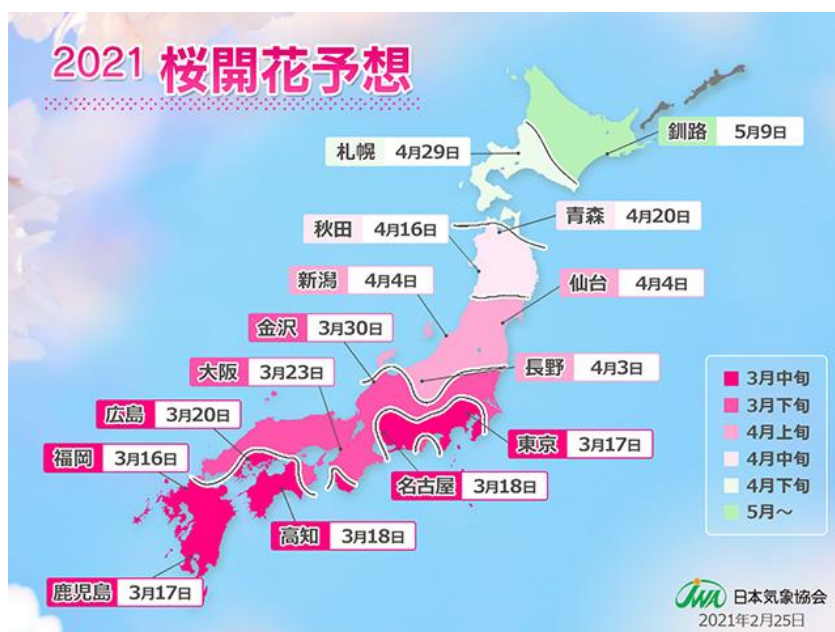 2021 桜開花予想
釧路 5月9日
札幌 4月29日
青森 4月20日
秋田 4月16日
新潟 4月4日
仙台 4月4日
金沢 3月30日
大阪 3月23日
長野 4月3日
広島 3月20日
東京 3月17日
福岡 3月16日
名古屋 3月18日
高知 3月18日
鹿児島 3月17日
3月中旬
3月下旬
4月上旬
4月中旬
4月下旬
5月～
JWA 日本気象協会
2021年2月25日